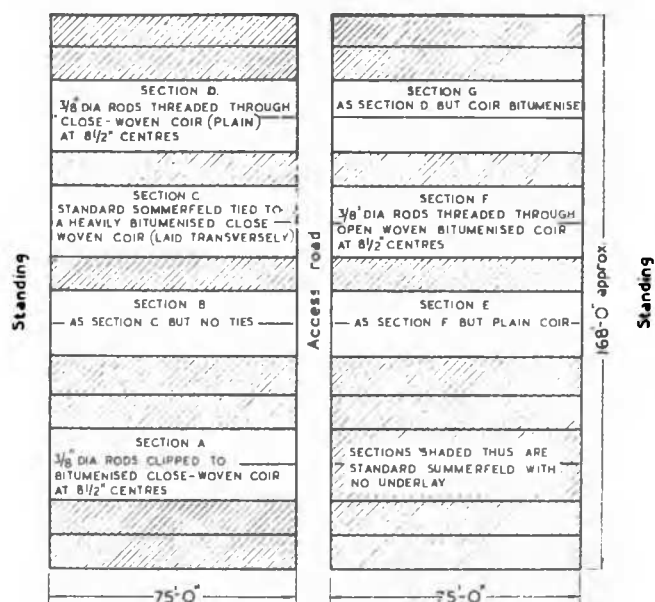 SECTION D.
3/8" DIA RODS THREADED THROUGH
CLOSE-WOVEN COIR (PLAIN)
AT 8 1/2" CENTRES
SECTION C
STANDARD SOMMERFELD TIED TO
A HEAVILY BITUMENISED CLOSE
WOVEN COIR (LAID TRANSVERSELY)
SECTION B
AS SECTION C BUT NO TIES
SECTION A
3/8" DIA RODS CLIPPED TO
BITUMENISED CLOSE-WOVEN COIR
AT 8 1/2" CENTRES
75'-0"
Standing
Access road
SECTION G
AS SECTION D BUT COIR BITUMENISE
SECTION F
3/8" DIA RODS THREADED THROUGH
OPEN WOVEN BITUMENISED COIR
AT 8 1/2" CENTRES
SECTION E
AS SECTION F BUT PLAIN COIR
SECTIONS SHADED THUS ARE
STANDARD SUMMERFELD WITH
NO UNDERLAY
75'-0"
168'-0" approx.
Standing